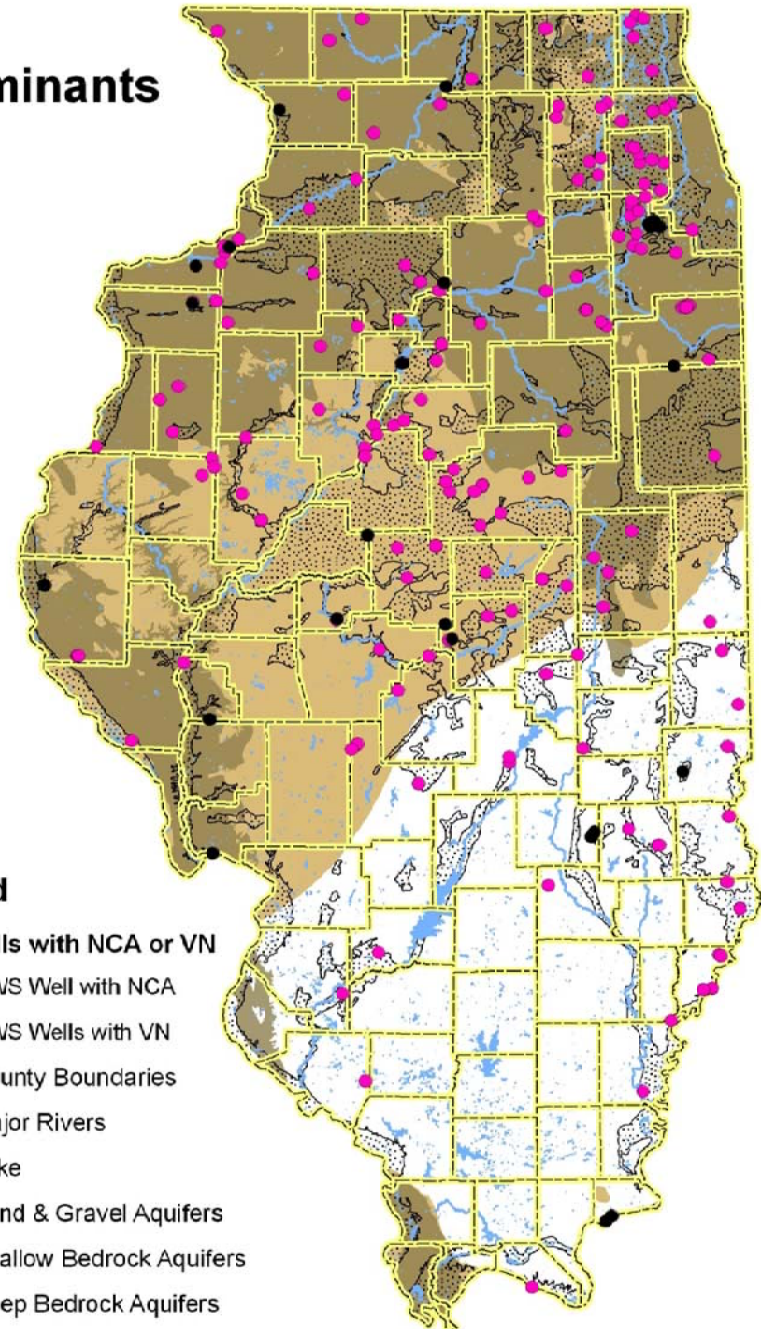 minants
d
lls with NCA or VN
WS Well with NCA
WS Wells with VN
unty Boundaries
jor Rivers
ke
nd & Gravel Aquifers
allow Bedrock Aquifers
ep Bedrock Aquifers